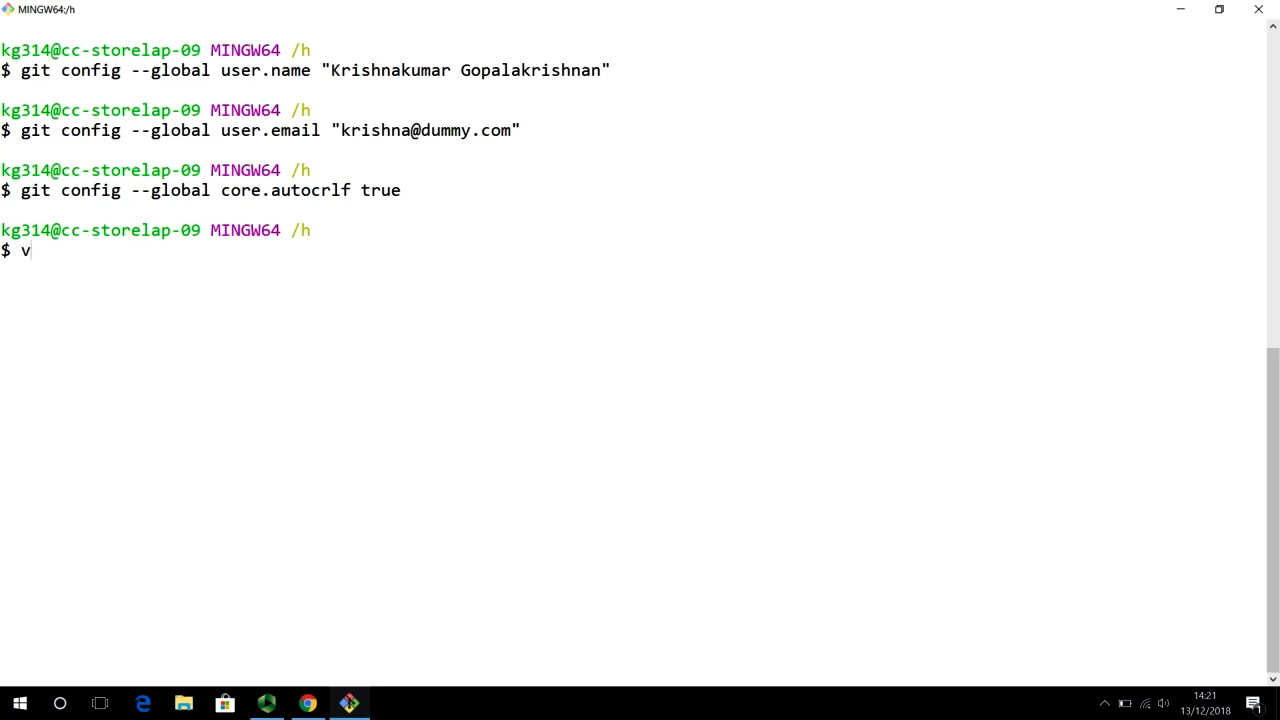 MINGW64:/h
kg314@cc-storelap-09 MINGW64 /h
$ git config --global user.name "Krishnakumar Gopalakrishnan"
kg314@cc-storelap-09 MINGW64 /h
$ git config --global user.email "krishna@dummy.com"
kg314@cc-storelap-09 MINGW64 /h
$ git config --global core.autocrlf true
kg314@cc-storelap-09 MINGW64 /h
$ v
14:21
13/12/2018
1